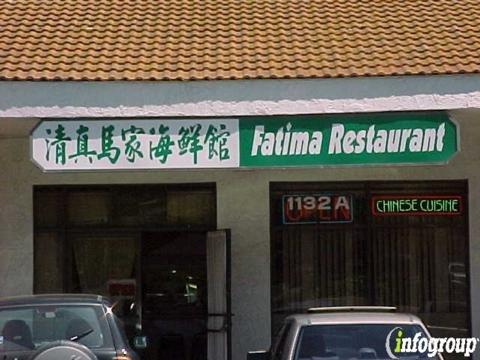 清真馬家海鮮館
Fatima Restaurant
1132 A
OPEN
CHINESE CUISINE
infogroup